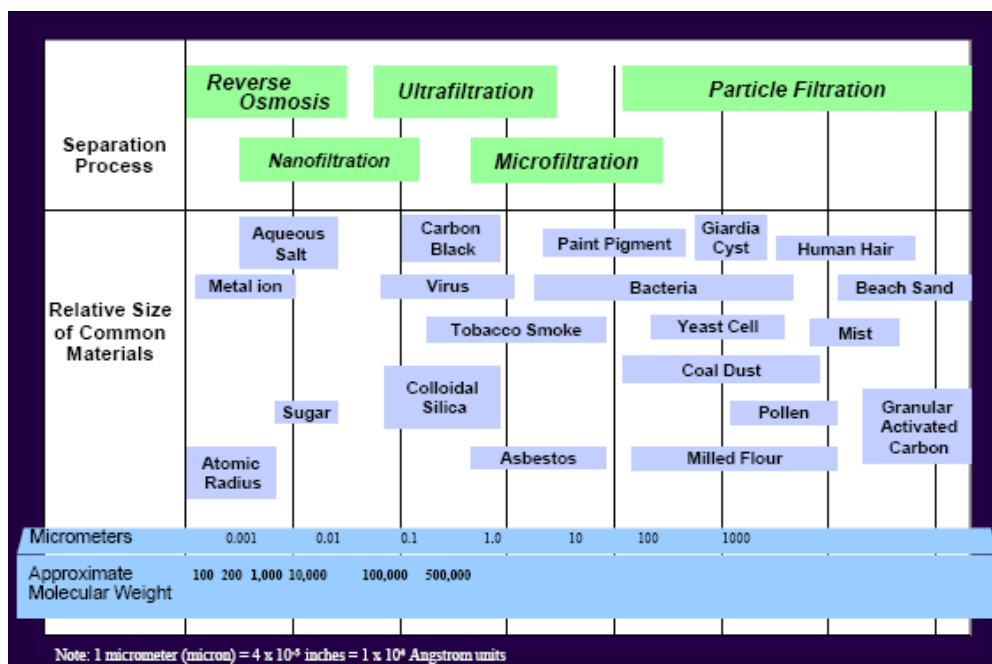 Reverse
Osmosis
Ultrafiltration
Particle Filtration
Separation
Process
Nanofiltration
Microfiltration
Aqueous
Salt
Carbon
Black
Paint Pigment
Giardia
Cyst
Human Hair
Metal ion
Virus
Bacteria
Beach Sand
Relative Size
of Common
Materials
Tobacco Smoke
Yeast Cell
Mist
Coal Dust
Colloidal
Silica
Sugar
Pollen
Granular
Activated
Carbon
Atomic
Radius
Asbestos
Milled Flour
Micrometers 0.001 0.01 0.1 1.0 10 100 1000
Approximate
Molecular Weight
100 200 1,000 10,000 100,000 500,000
Note: 1 micrometer (micron) = 4 x 10⁻⁵ inches = 1 x 10⁴ Angstrom units